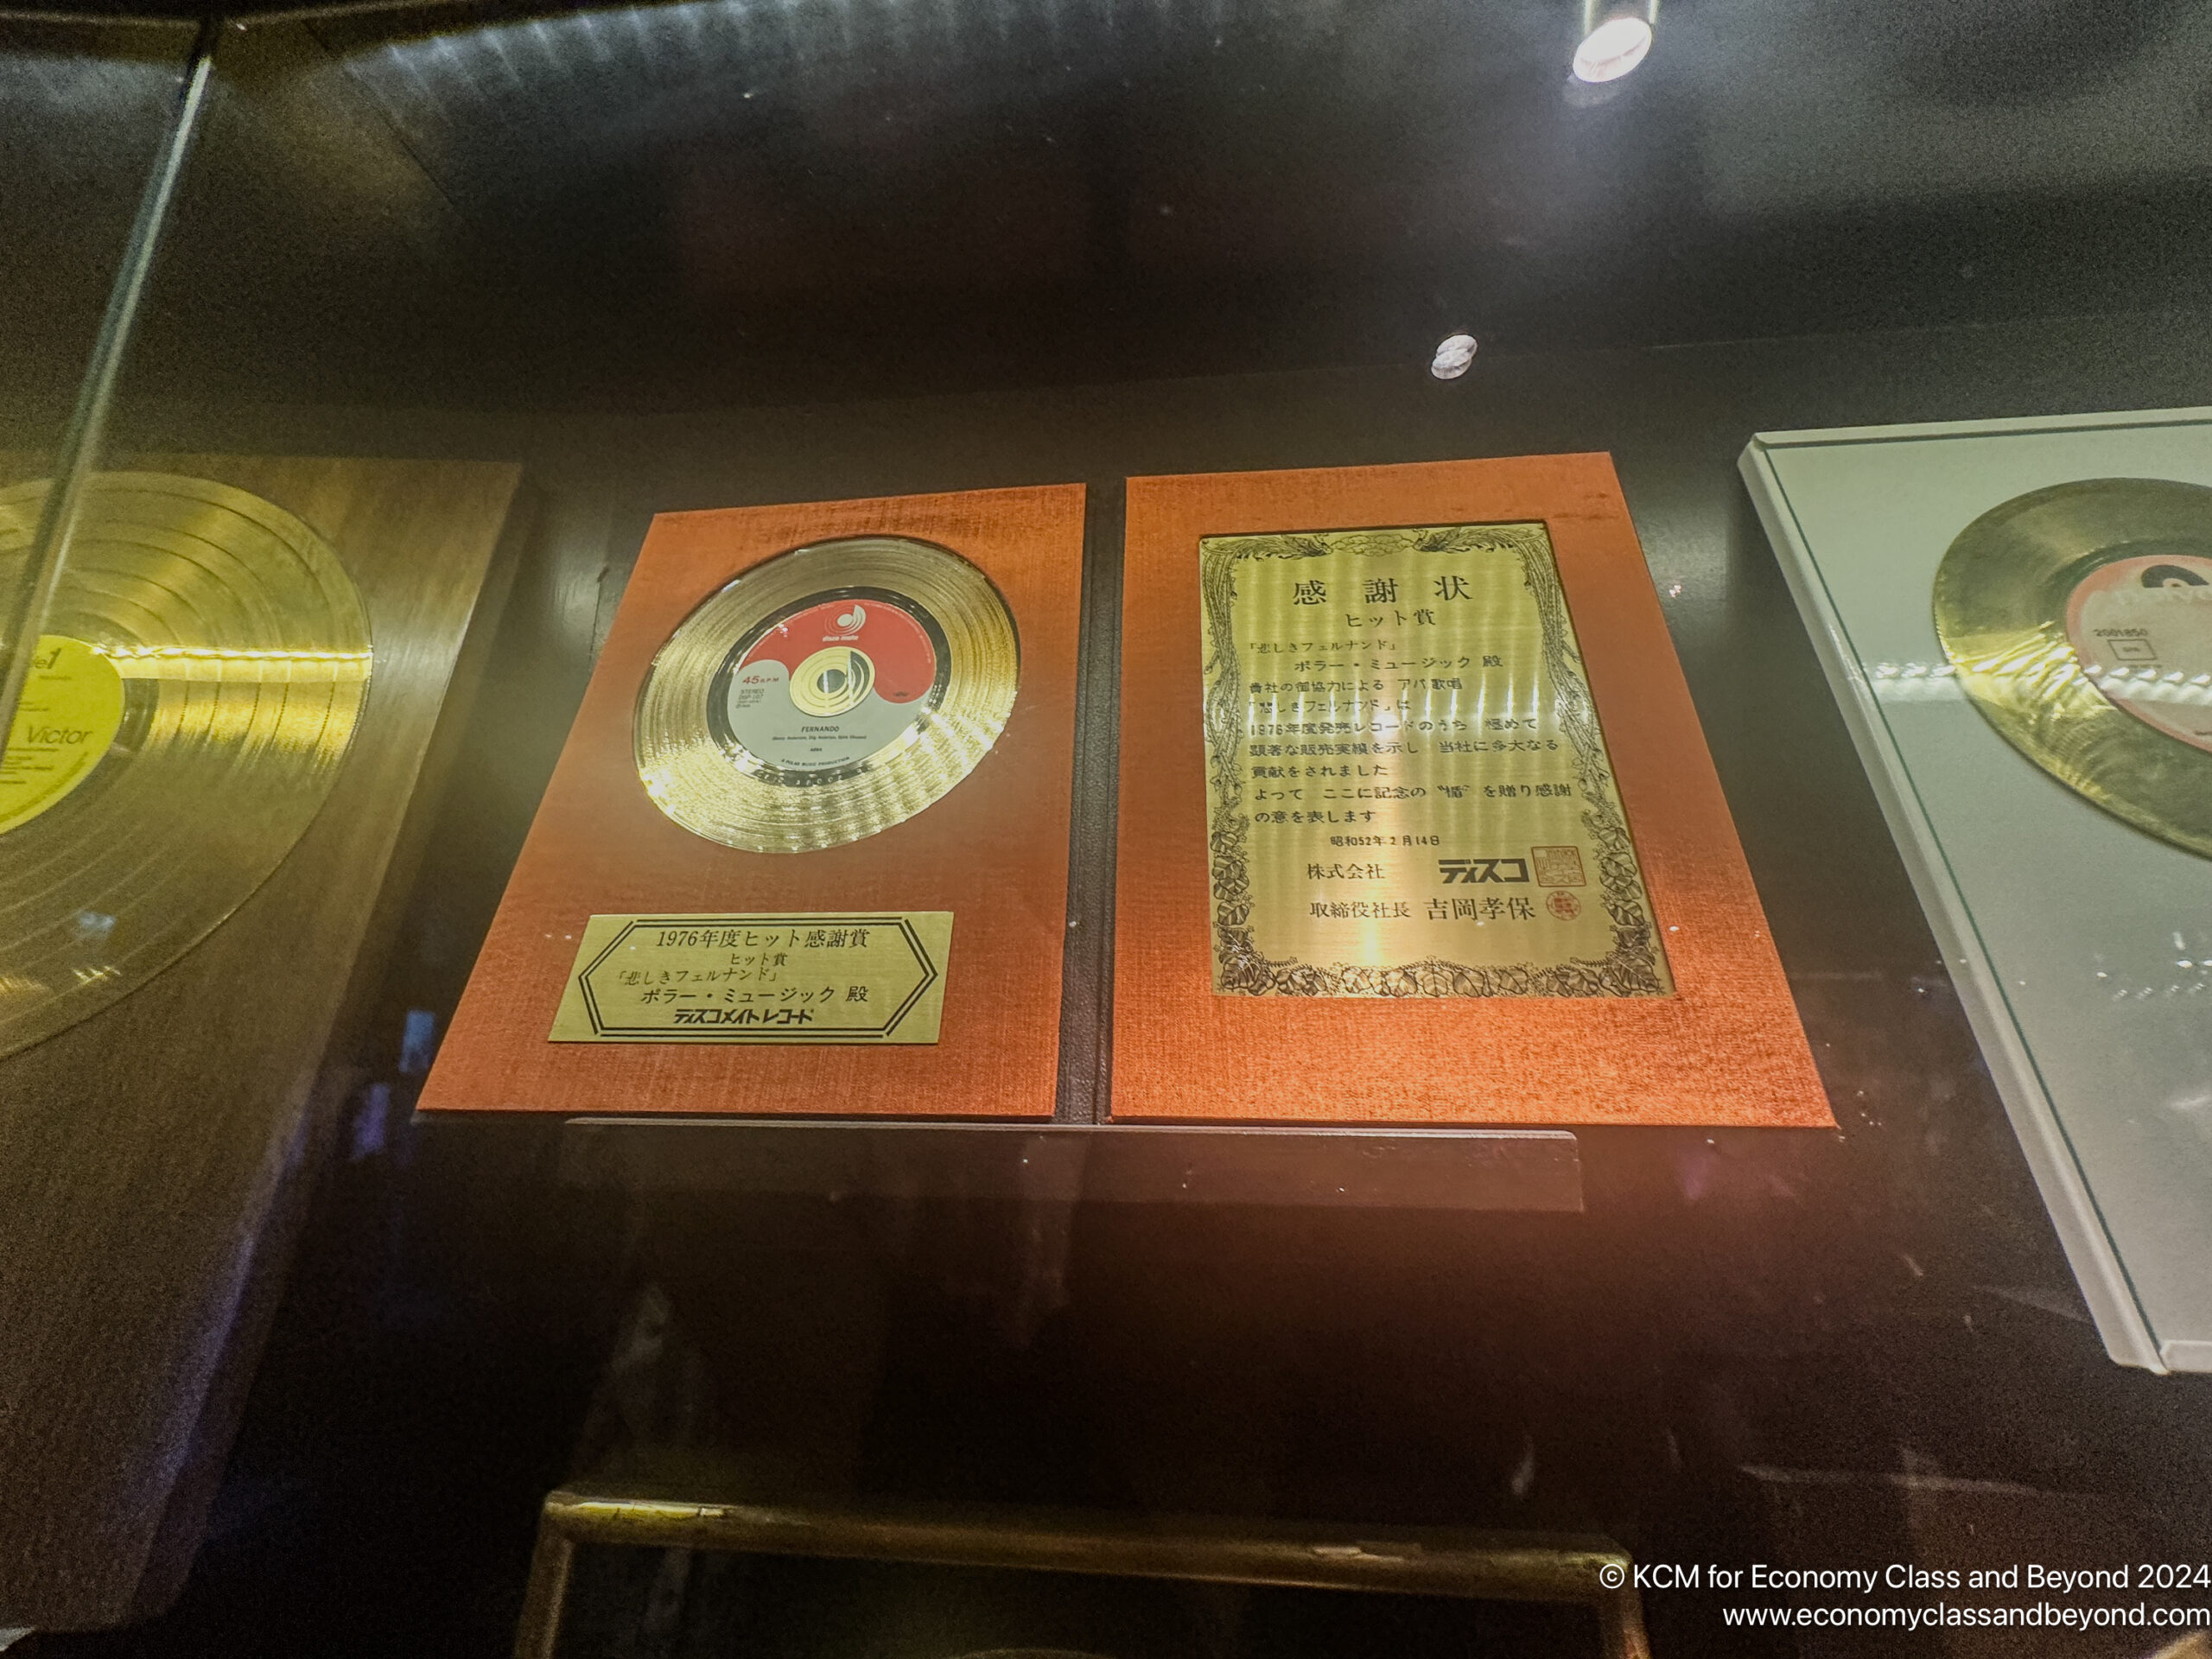 Victor
disco mate
45 R.P.M
STEREO
FERNANDO
ABBA
A POLAR MUSIC PRODUCTION
1976年度ヒット感謝賞
ヒット賞
「悲しきフェルナンド」
ポラー・ミュージック 殿
ディスコメイトレコード
感謝状
ヒット賞
「悲しきフェルナンド」
ポラー・ミュージック 殿
貴社の御協力による アバ歌唱
「悲しきフェルナンド」は
1976年度発売レコードのうち 極めて
顕著な販売実績を示し 当社に多大なる
貢献をされました
よって ここに記念の〝楯〟を贈り感謝
の意を表します
昭和52年2月14日
株式会社 ディスコ
取締役社長 吉岡孝保
2001850
© KCM for Economy Class and Beyond 2024
www.economyclassandbeyond.com